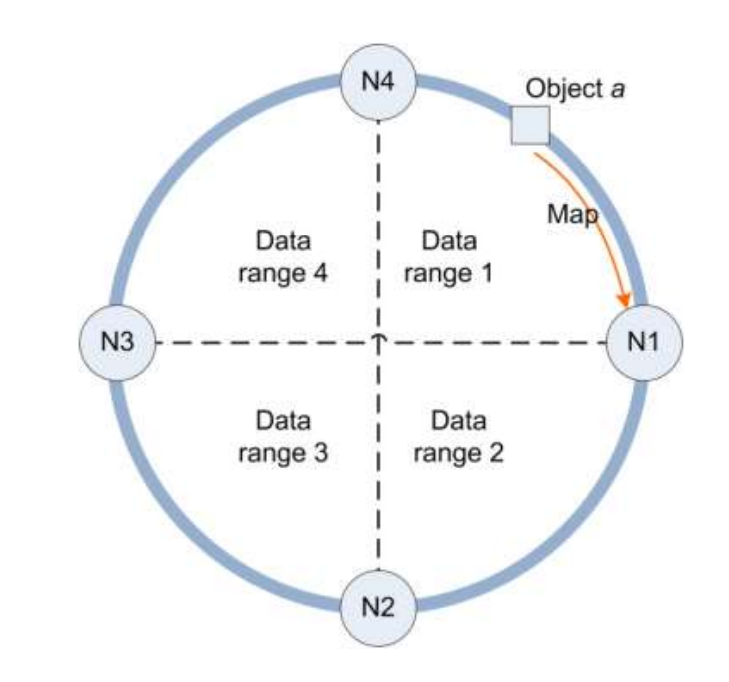 N4
Object a
Map
Data
range 4
Data
range 1
N3
N1
Data
range 3
Data
range 2
N2